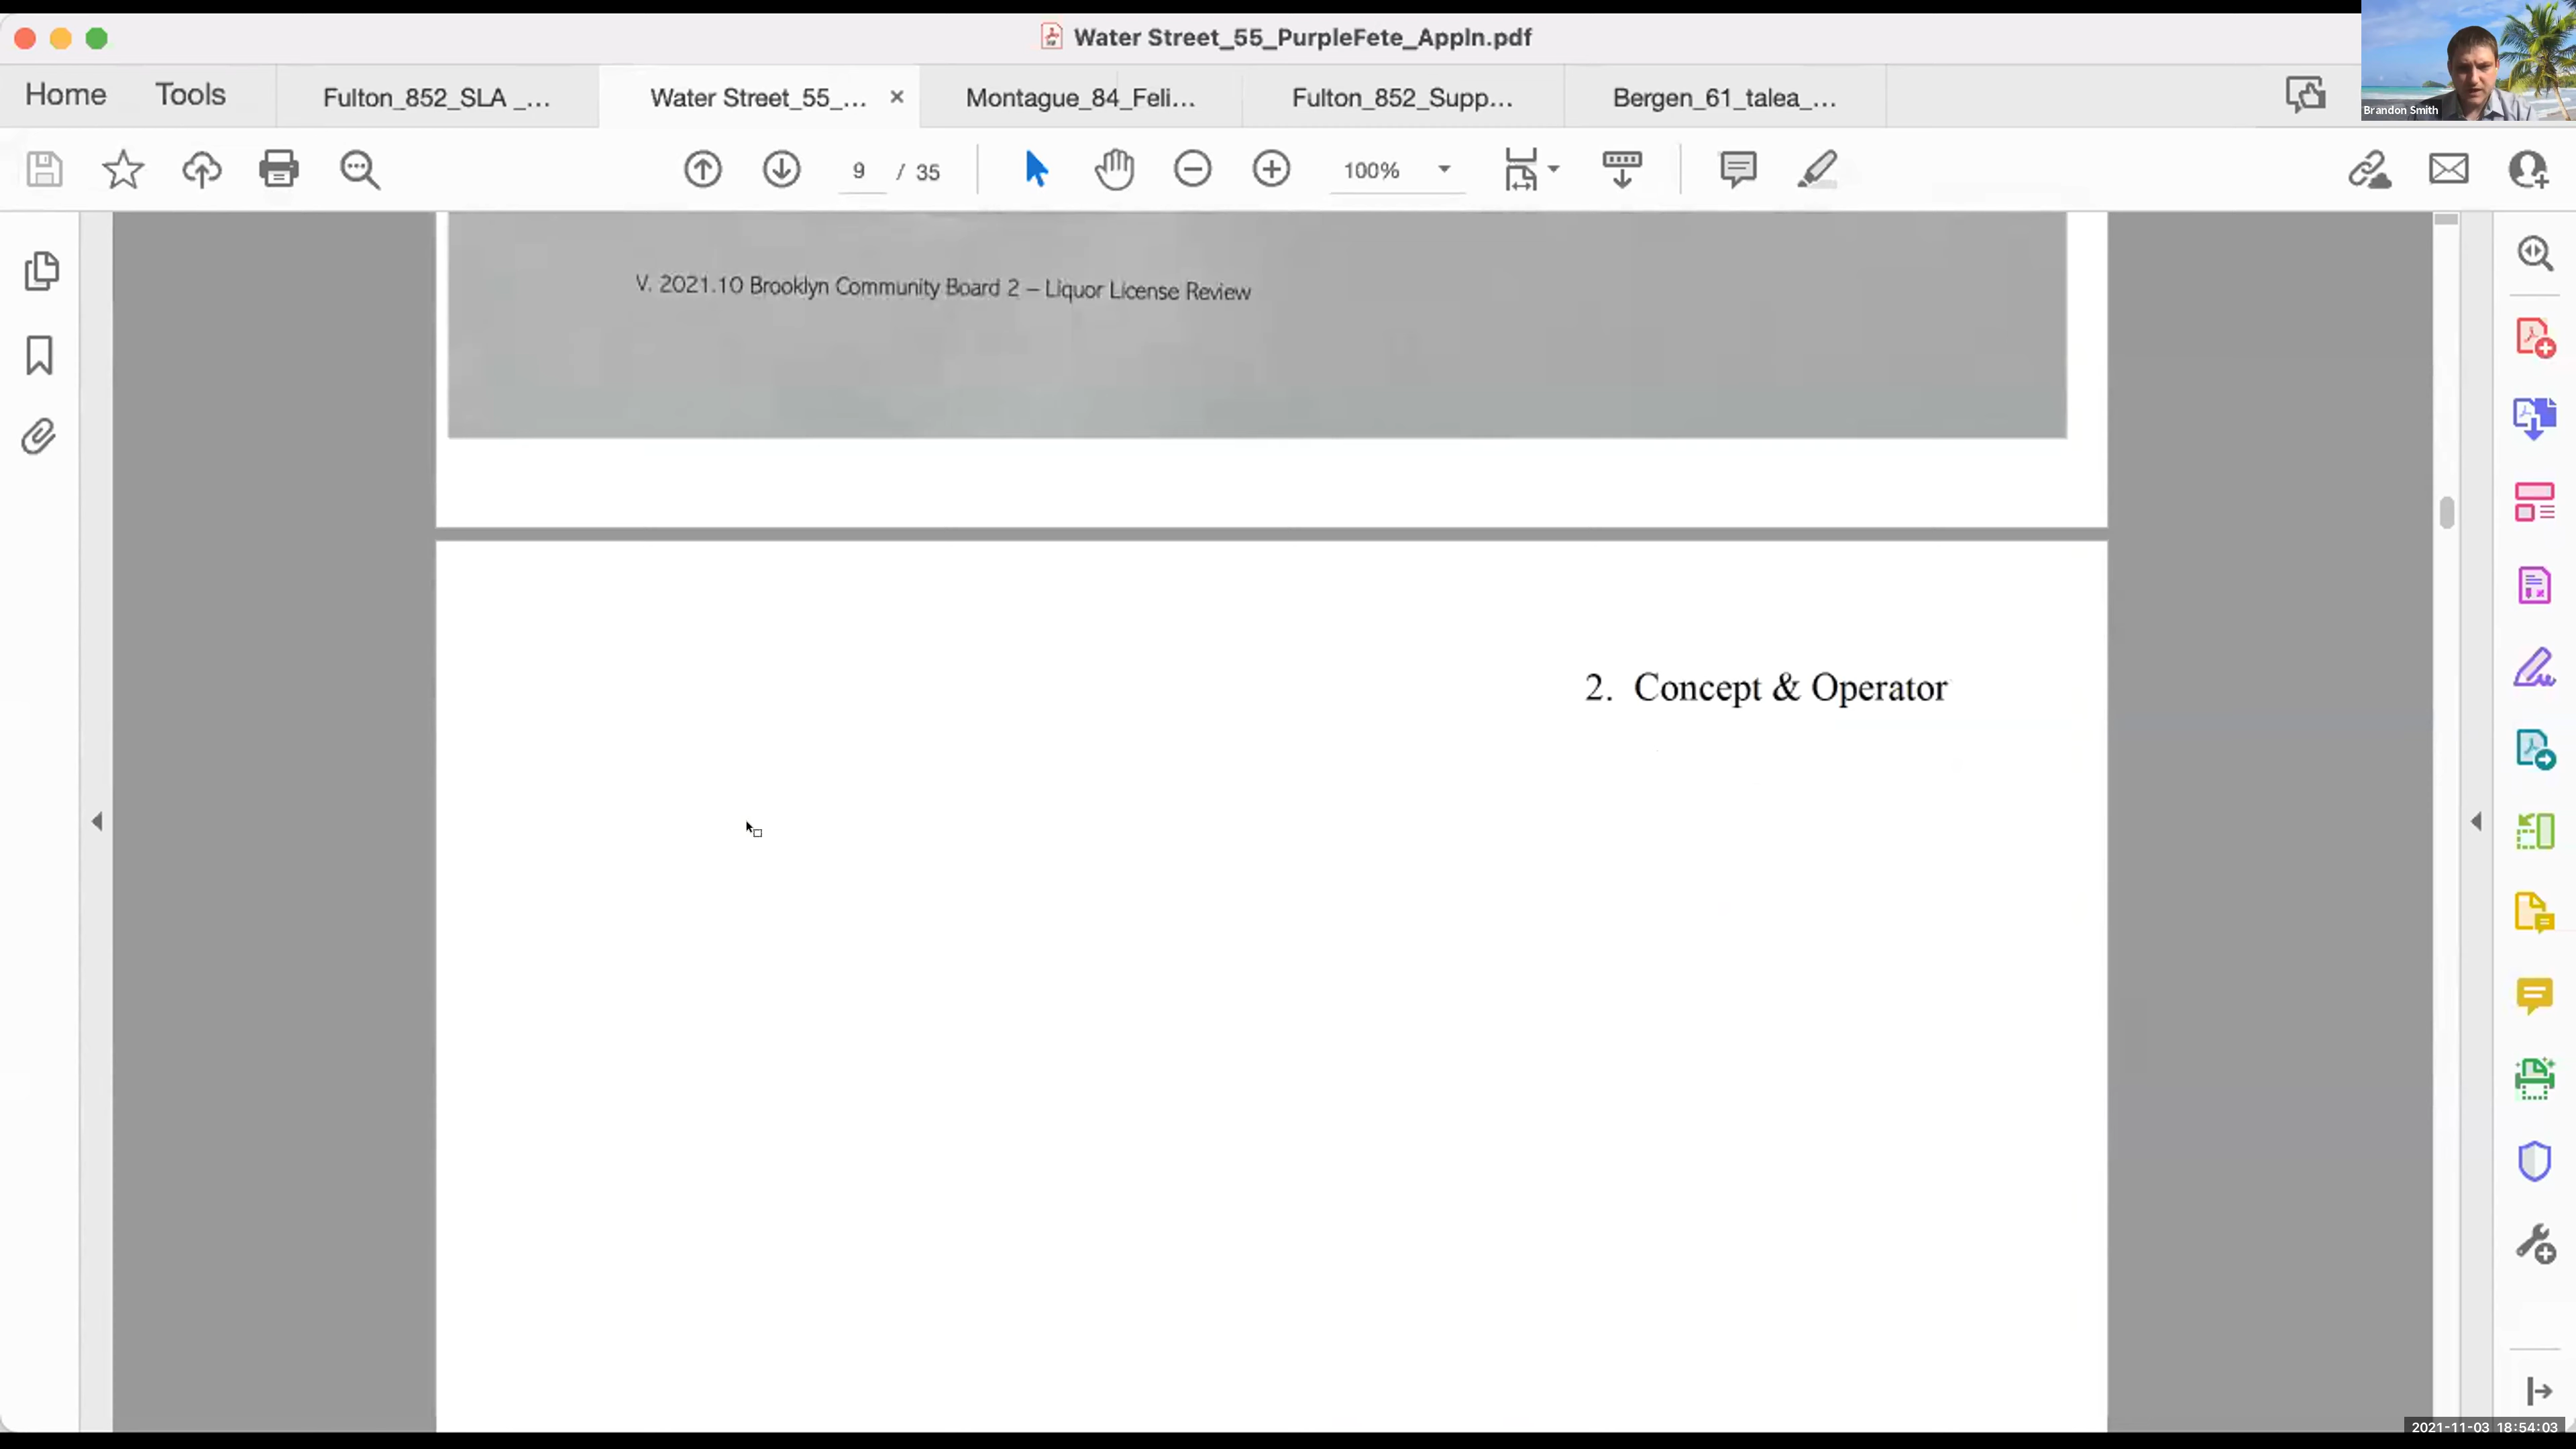 Water Street_55_PurpleFete_Appln.pdf
Brandon Smith
Home
Tools
Fulton_852_SLA _...
Water Street_55_...
Montague_84_Feli...
Fulton_852_Supp...
Bergen_61_talea_...
9 / 35
100%
V. 2021.10 Brooklyn Community Board 2 – Liquor License Review
2. Concept & Operator
2021-11-03 18:54:03